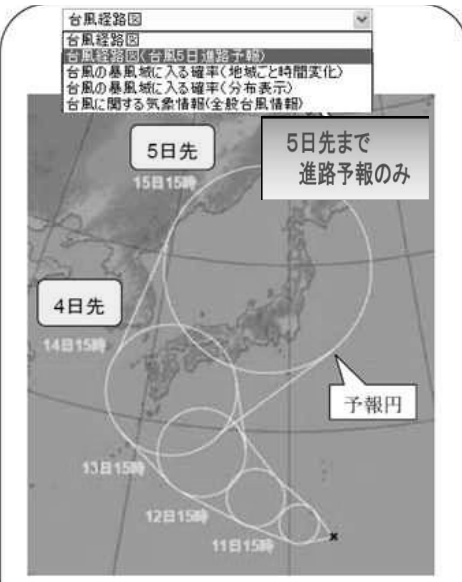 台風経路図
台風経路図
台風経路図(台風5日進路予報)
台風の暴風域に入る確率(地域ごと時間変化)
台風の暴風域に入る確率(分布表示)
台風に関する気象情報(全般台風情報)
5日先まで
進路予報のみ
5日先
15日15時
4日先
14日15時
予報円
13日15時
12日15時
11日15時